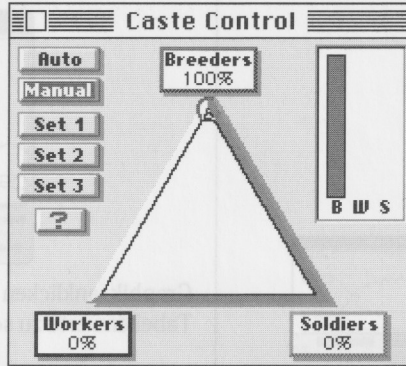 Caste Control
Auto
Manual
Set 1
Set 2
Set 3
?
Breeders
100%
B W S
Workers
0%
Soldiers
0%